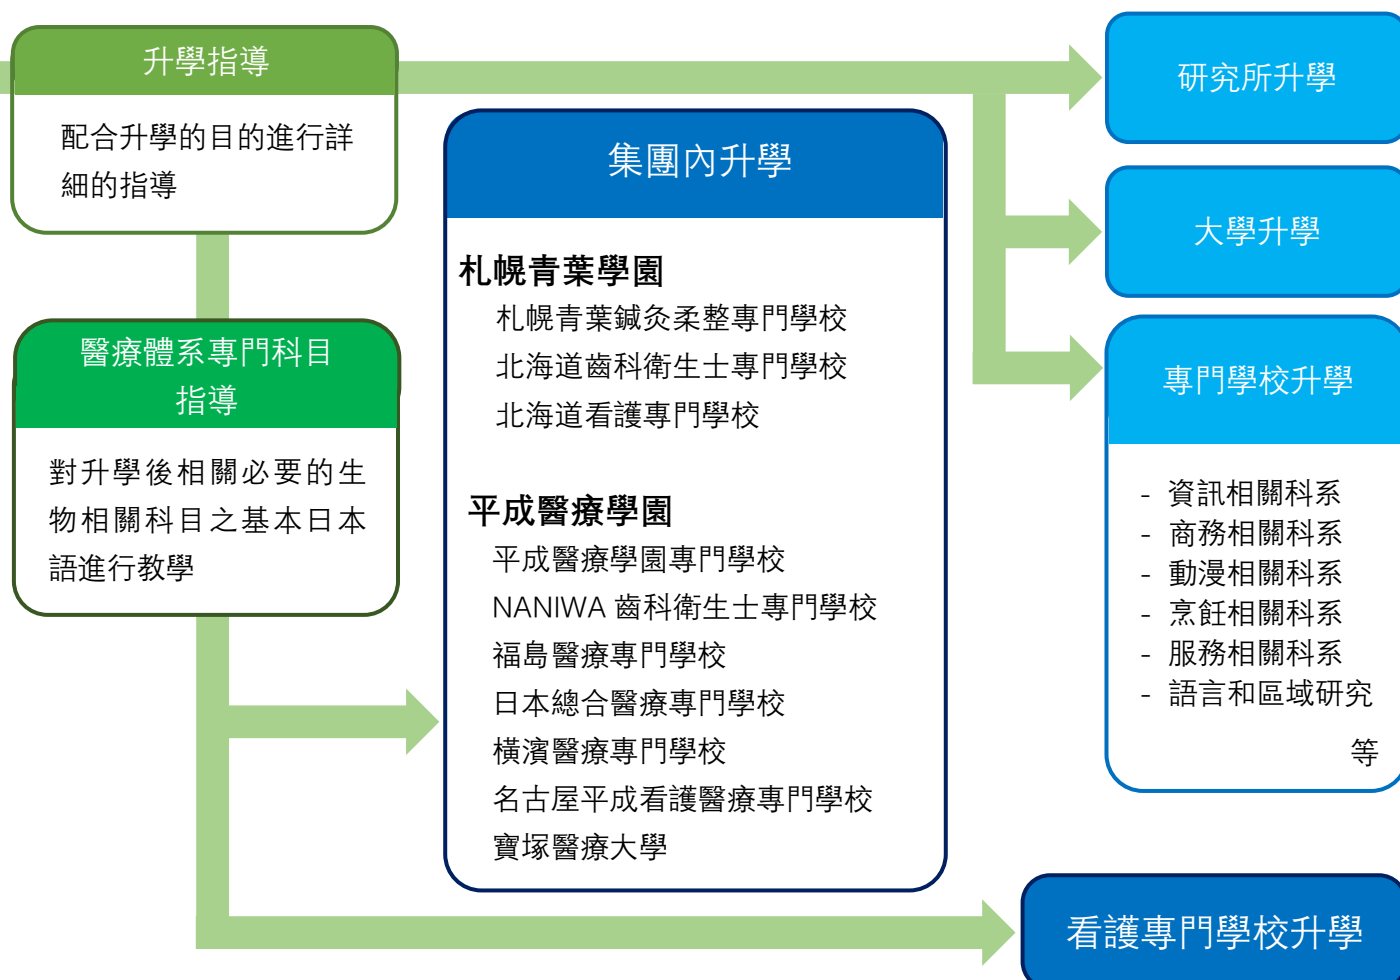 升學指導
配合升學的目的進行詳
細的指導
醫療體系專門科目
指導
對升學後相關必要的生
物相關科目之基本日本
語進行教學
集團內升學
札幌青葉學園
札幌青葉鍼灸柔整專門學校
北海道齒科衛生士專門學校
北海道看護專門學校
平成醫療學園
平成醫療學園專門學校
NANIWA 齒科衛生士專門學校
福島醫療專門學校
日本總合醫療專門學校
橫濱醫療專門學校
名古屋平成看護醫療專門學校
寶塚醫療大學
研究所升學
大學升學
專門學校升學
- 資訊相關科系
- 商務相關科系
- 動漫相關科系
- 烹飪相關科系
- 服務相關科系
- 語言和區域研究
等
看護專門學校升學